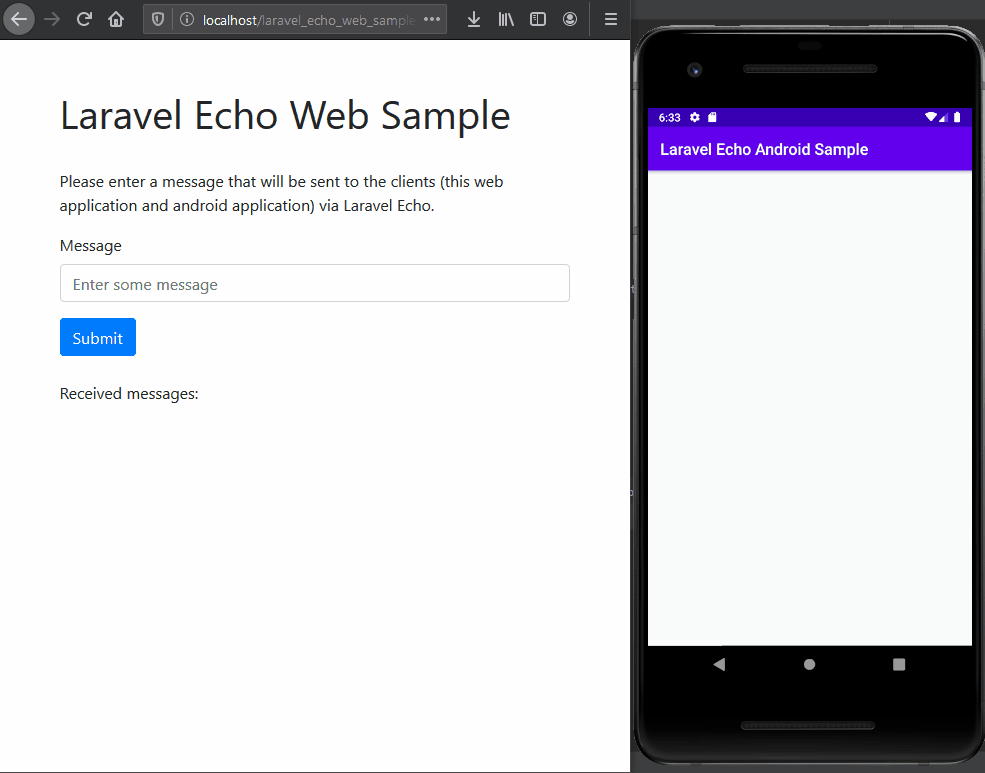 localhost/laravel_echo_web_sample
Laravel Echo Web Sample
Please enter a message that will be sent to the clients (this web
application and android application) via Laravel Echo.
Message
Enter some message
Submit
Received messages:
6:33
Laravel Echo Android Sample